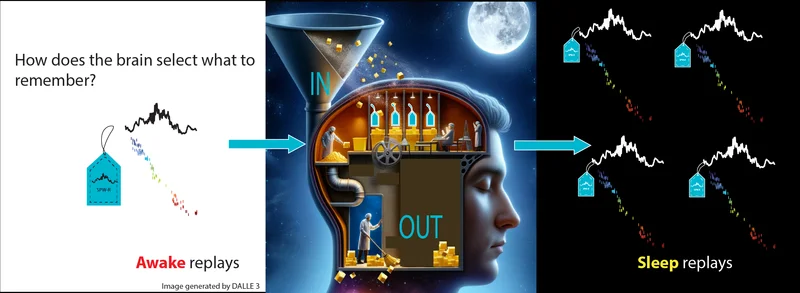 How does the brain select what to
remember?
SPW-R
Awake replays
Image generated by DALLE 3
IN
OUT
Sleep replays